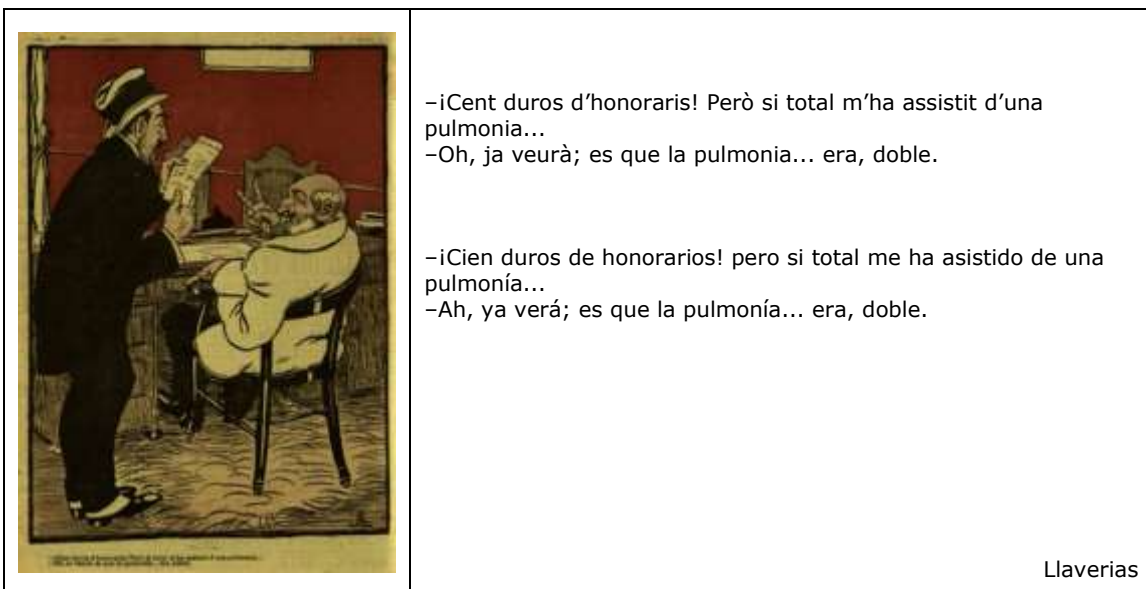 –¡Cent duros d’honoraris! Però si total m’ha assistit d’una
pulmonia...
–Oh, ja veurà; es que la pulmonia... era, doble.
–¡Cien duros de honorarios! pero si total me ha asistido de una
pulmonía...
–Ah, ya verá; es que la pulmonía... era, doble.
Llaverias